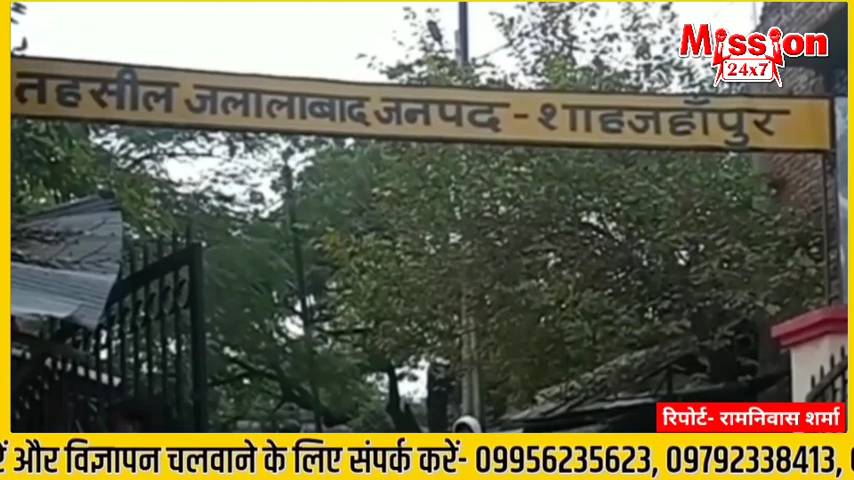 Mission
24x7
तहसील जलालाबाद जनपद - शाहजहाँपुर
रिपोर्ट- रामनिवास शर्मा
और विज्ञापन चलवाने के लिए संपर्क करें- 09956235623, 09792338413,